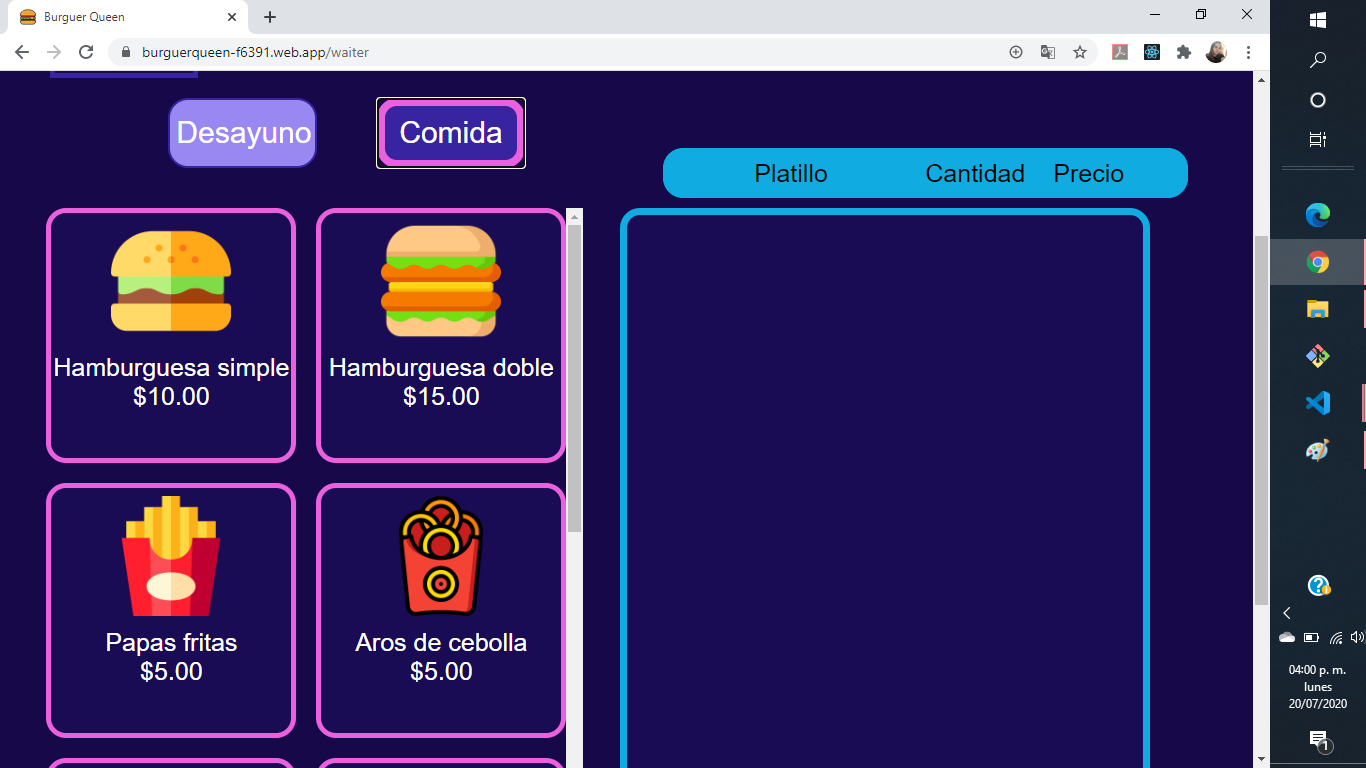 Burguer Queen
burguerqueen-f6391.web.app/waiter
Desayuno
Comida
Platillo Cantidad Precio
Hamburguesa simple
$10.00
Hamburguesa doble
$15.00
Papas fritas
$5.00
Aros de cebolla
$5.00
04:00 p. m.
lunes
20/07/2020
1